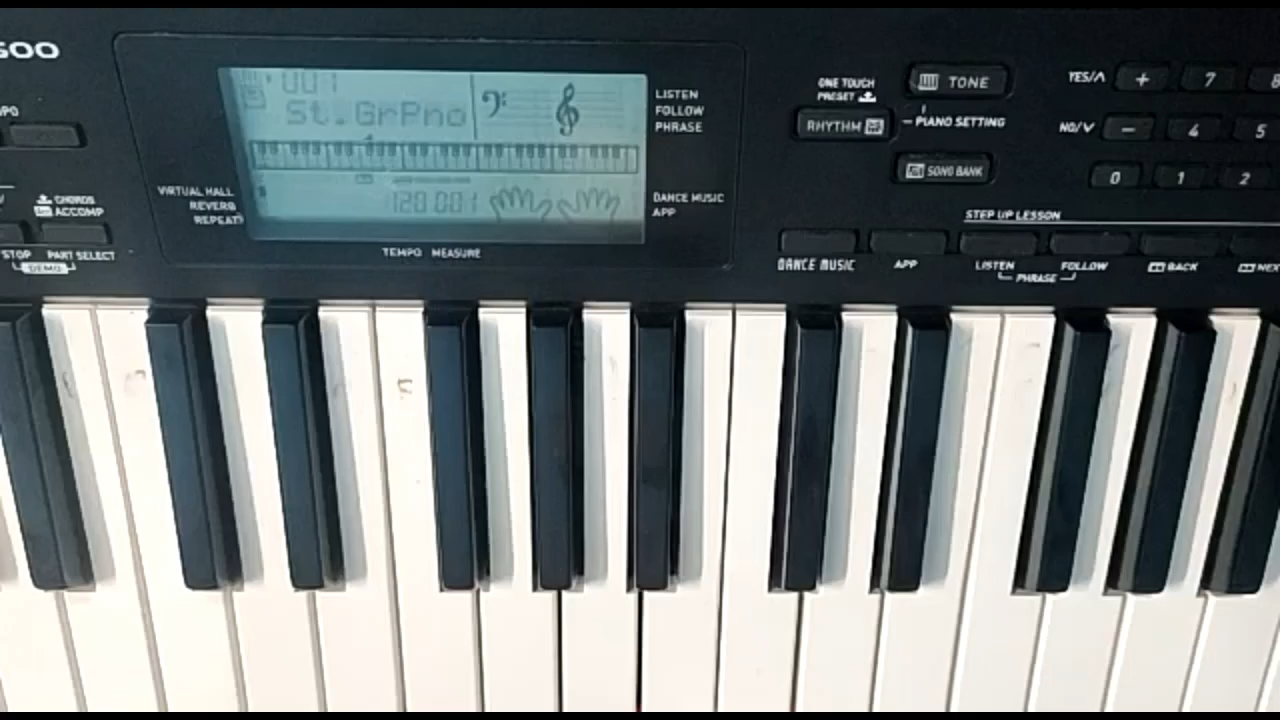 001
St.GrPno
120 001
LISTEN
FOLLOW
PHRASE
VIRTUAL HALL
REVERB
REPEAT
DANCE MUSIC
APP
TEMPO MEASURE
CHORDS
ACCOMP
STOP PART SELECT
DEMO
ONE TOUCH
PRESET
RHYTHM
TONE
PIANO SETTING
SONG BANK
YES/∧ + 7 8
NO/∨ - 4 5
0 1 2
STEP UP LESSON
DANCE MUSIC APP LISTEN FOLLOW BACK
PHRASE